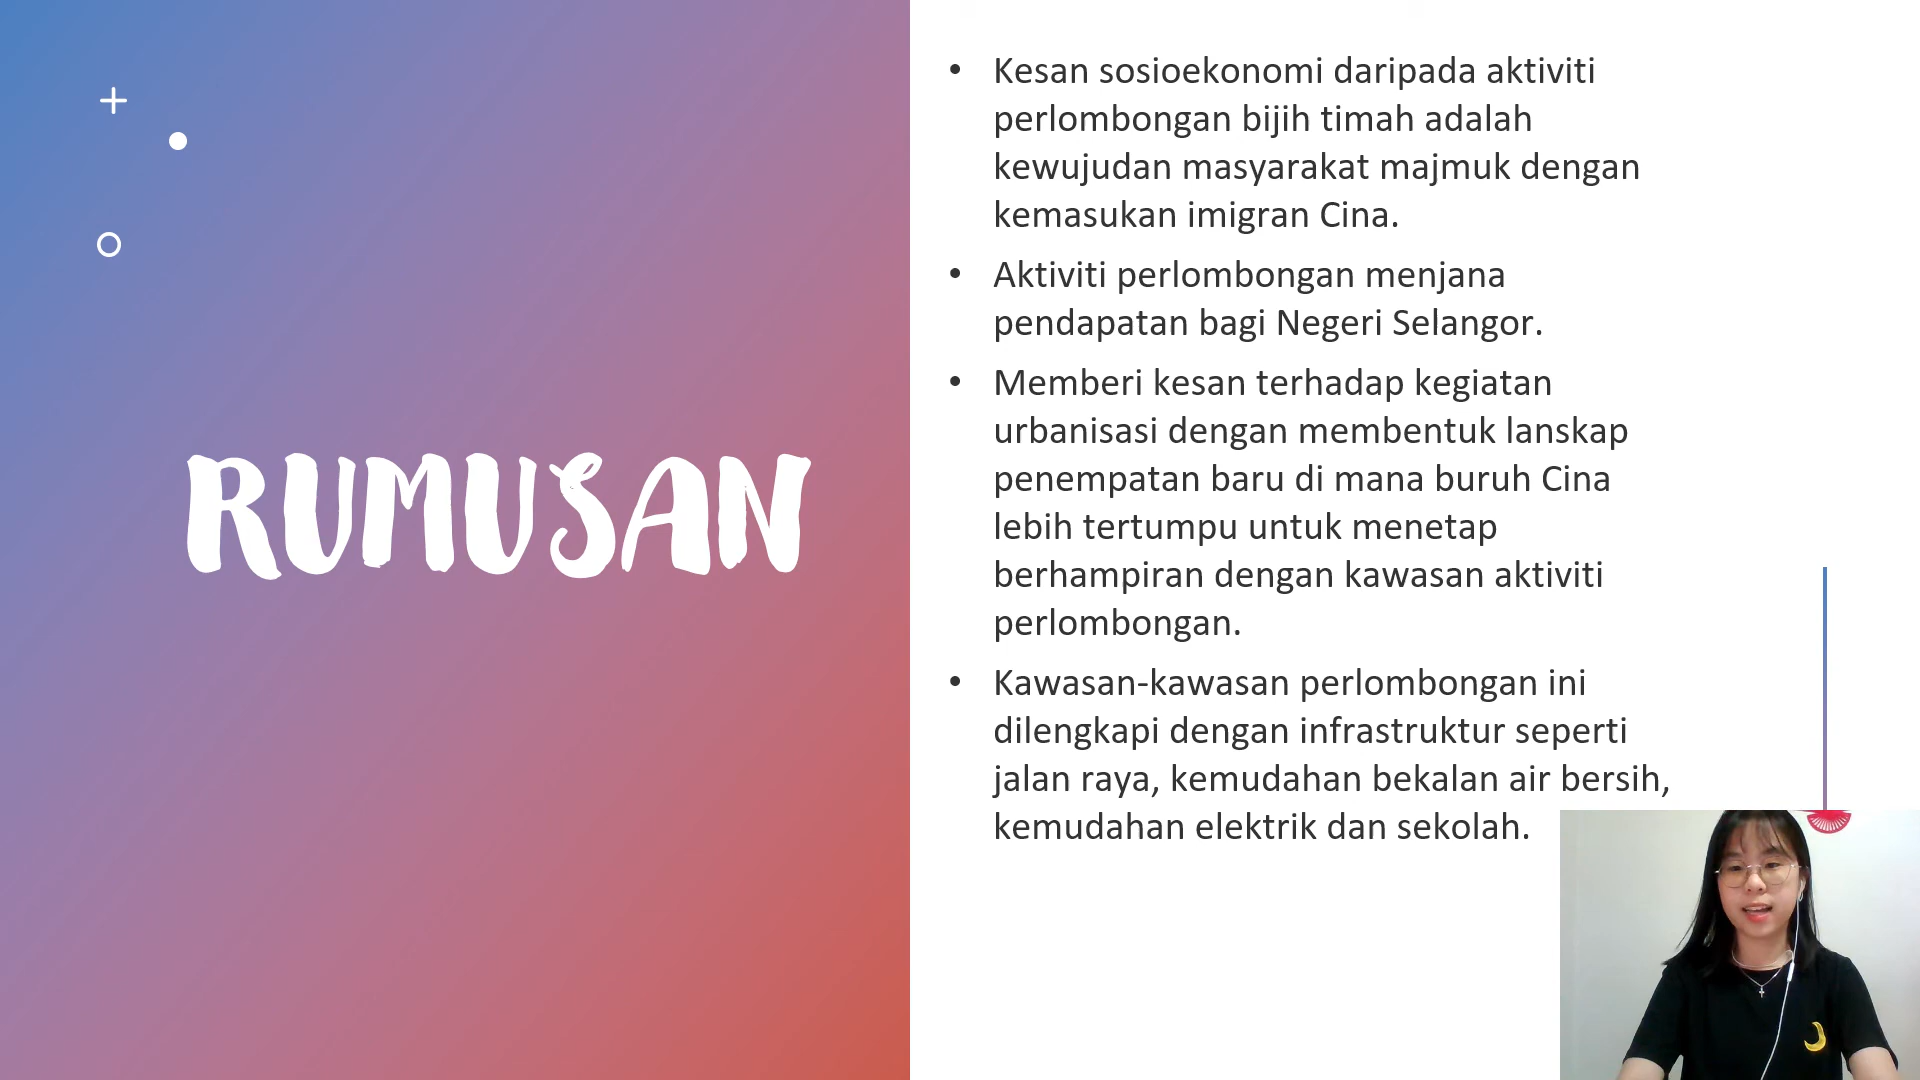 RUMUSAN
• Kesan sosioekonomi daripada aktiviti
perlombongan bijih timah adalah
kewujudan masyarakat majmuk dengan
kemasukan imigran Cina.
• Aktiviti perlombongan menjana
pendapatan bagi Negeri Selangor.
• Memberi kesan terhadap kegiatan
urbanisasi dengan membentuk lanskap
penempatan baru di mana buruh Cina
lebih tertumpu untuk menetap
berhampiran dengan kawasan aktiviti
perlombongan.
• Kawasan-kawasan perlombongan ini
dilengkapi dengan infrastruktur seperti
jalan raya, kemudahan bekalan air bersih,
kemudahan elektrik dan sekolah.